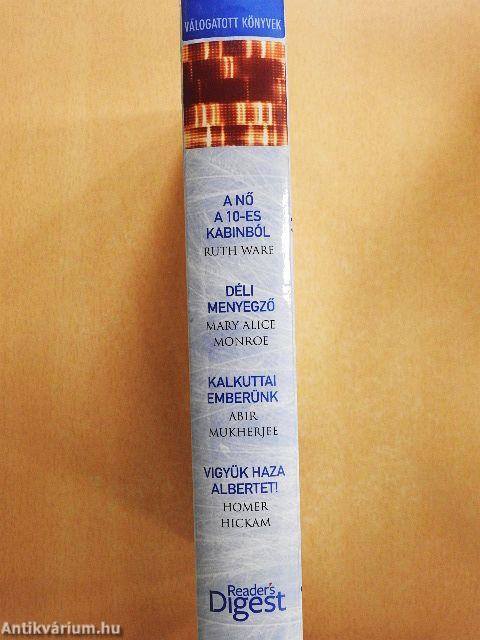 VÁLOGATOTT KÖNYVEK
A NŐ
A 10-ES
KABINBÓL
RUTH WARE
DÉLI
MENYEGZŐ
MARY ALICE
MONROE
KALKUTTAI
EMBERÜNK
ABIR
MUKHERJEE
VIGYÜK HAZA
ALBERTET!
HOMER
HICKAM
Reader's
Digest
Antikvárium.hu